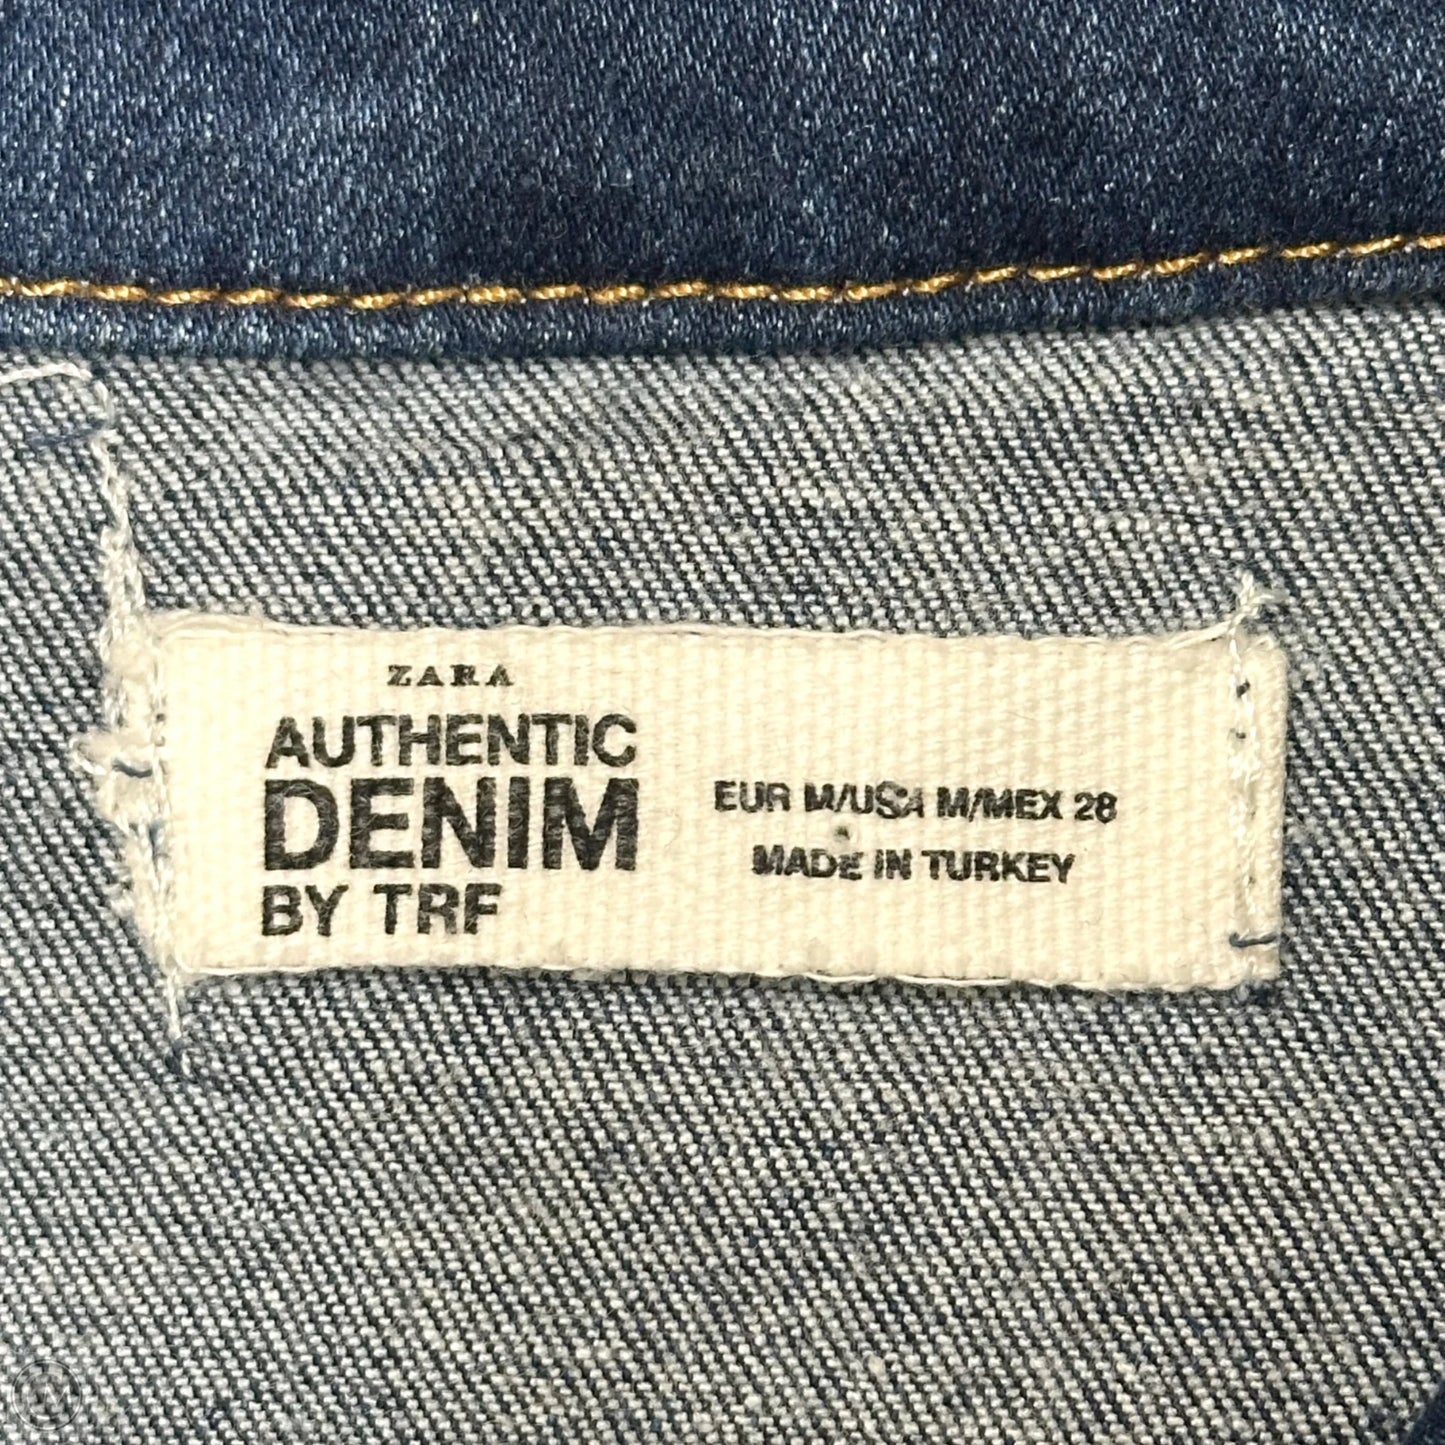 ZARA
AUTHENTIC
DENIM
BY TRF
EUR M/USA M/MEX 28
MADE IN TURKEY